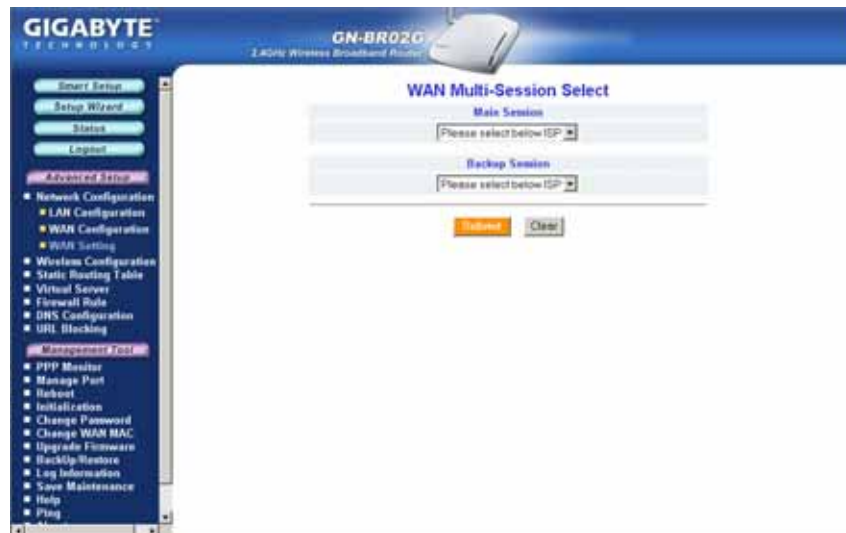 GIGABYTE
TECHNOLOGY
GN-BR02G
2.4GHz Wireless Broadband Router
Smart Setup
Setup Wizard
Status
Logout
Advanced Setup
Network Configuration
LAN Configuration
WAN Configuration
WAN Setting
Wireless Configuration
Static Routing Table
Virtual Server
Firewall Rule
DNS Configuration
URL Blocking
Management Tool
PPP Monitor
Manage Port
Reboot
Initialization
Change Password
Change WAN MAC
Upgrade Firmware
BackUp/Restore
Log Information
Save Maintenance
Help
Ping
WAN Multi-Session Select
Main Session
Please select below ISP
Backup Session
Please select below ISP
Submit Clear